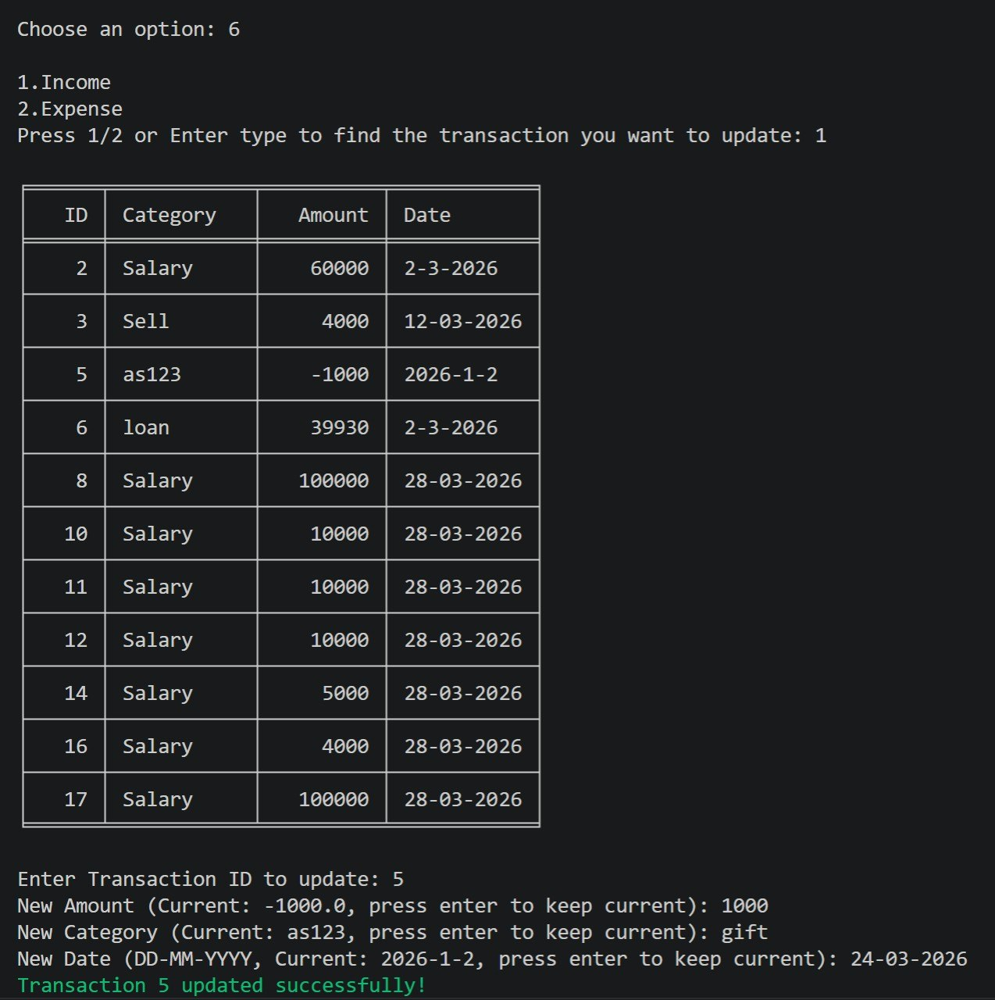 Choose an option: 6
1.Income
2.Expense
Press 1/2 or Enter type to find the transaction you want to update: 1
ID Category Amount Date
2 Salary 60000 2-3-2026
3 Sell 4000 12-03-2026
5 as123 -1000 2026-1-2
6 loan 39930 2-3-2026
8 Salary 100000 28-03-2026
10 Salary 10000 28-03-2026
11 Salary 10000 28-03-2026
12 Salary 10000 28-03-2026
14 Salary 5000 28-03-2026
16 Salary 4000 28-03-2026
17 Salary 100000 28-03-2026
Enter Transaction ID to update: 5
New Amount (Current: -1000.0, press enter to keep current): 1000
New Category (Current: as123, press enter to keep current): gift
New Date (DD-MM-YYYY, Current: 2026-1-2, press enter to keep current): 24-03-2026
Transaction 5 updated successfully!